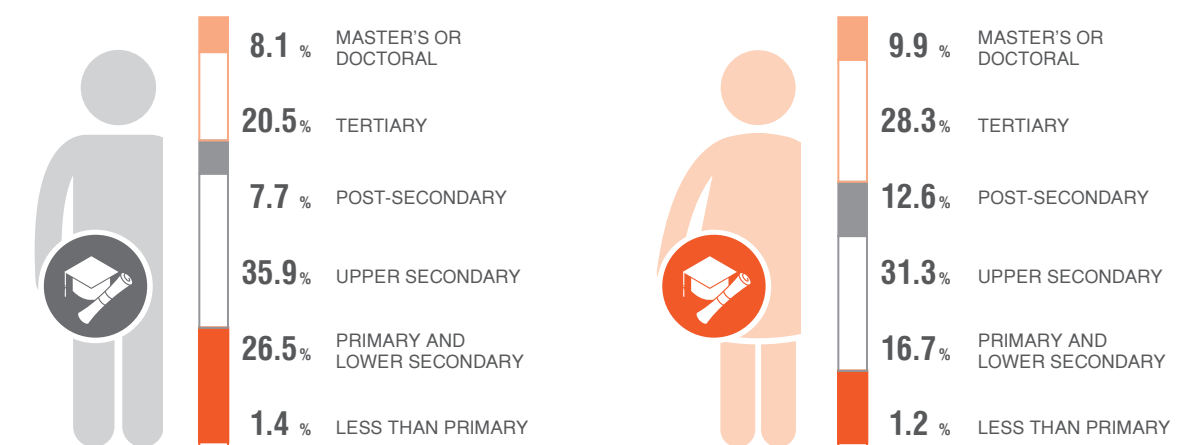 8.1 % MASTER'S OR
DOCTORAL
20.5% TERTIARY
7.7 % POST-SECONDARY
35.9% UPPER SECONDARY
26.5% PRIMARY AND
LOWER SECONDARY
1.4 % LESS THAN PRIMARY
9.9 % MASTER'S OR
DOCTORAL
28.3% TERTIARY
12.6% POST-SECONDARY
31.3% UPPER SECONDARY
16.7% PRIMARY AND
LOWER SECONDARY
1.2 % LESS THAN PRIMARY